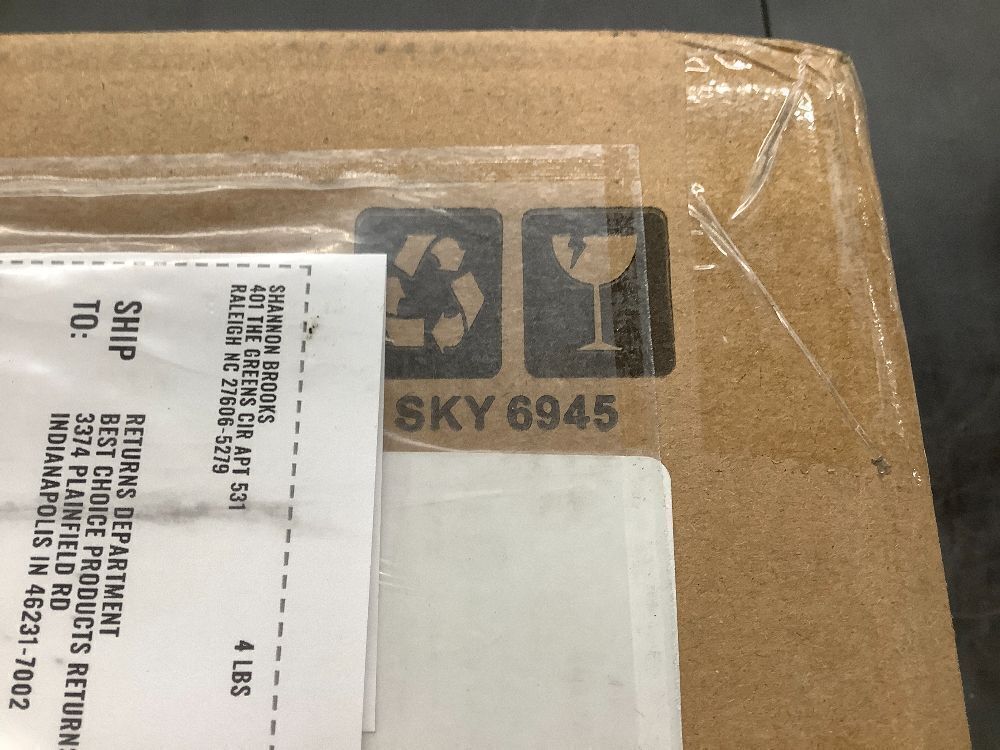 SHANNON BROOKS
401 THE GREENS CIR APT 531
RALEIGH NC 27606-5279
4 LBS
SHIP
TO:
RETURNS DEPARTMENT
BEST CHOICE PRODUCTS RETURNS
3374 PLAINFIELD RD
INDIANAPOLIS IN 46231-7002
SKY 6945